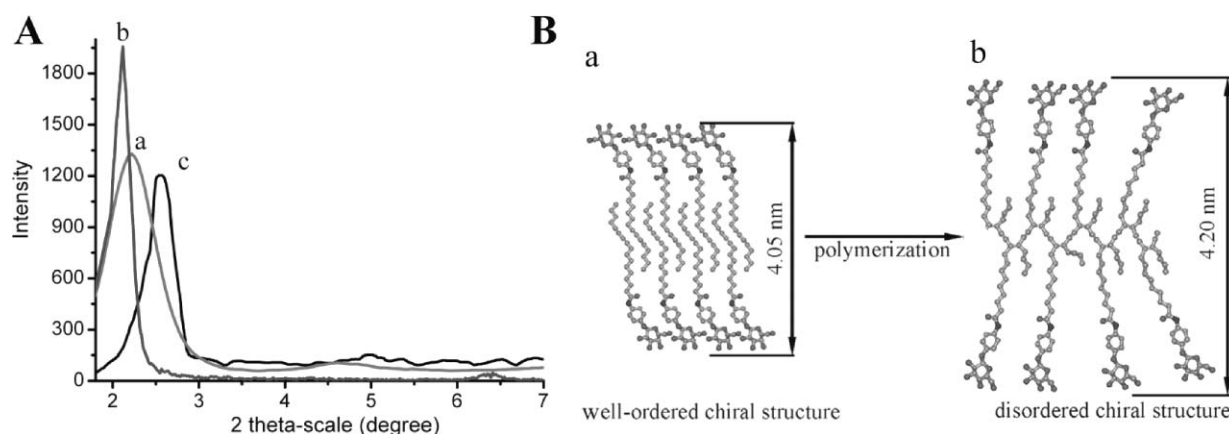 A
B
b
a
c
1800
1500
1200
900
600
300
0
Intensity
2 3 4 5 6 7
2 theta-scale (degree)
a
4.05 nm
well-ordered chiral structure
polymerization
b
4.20 nm
disordered chiral structure